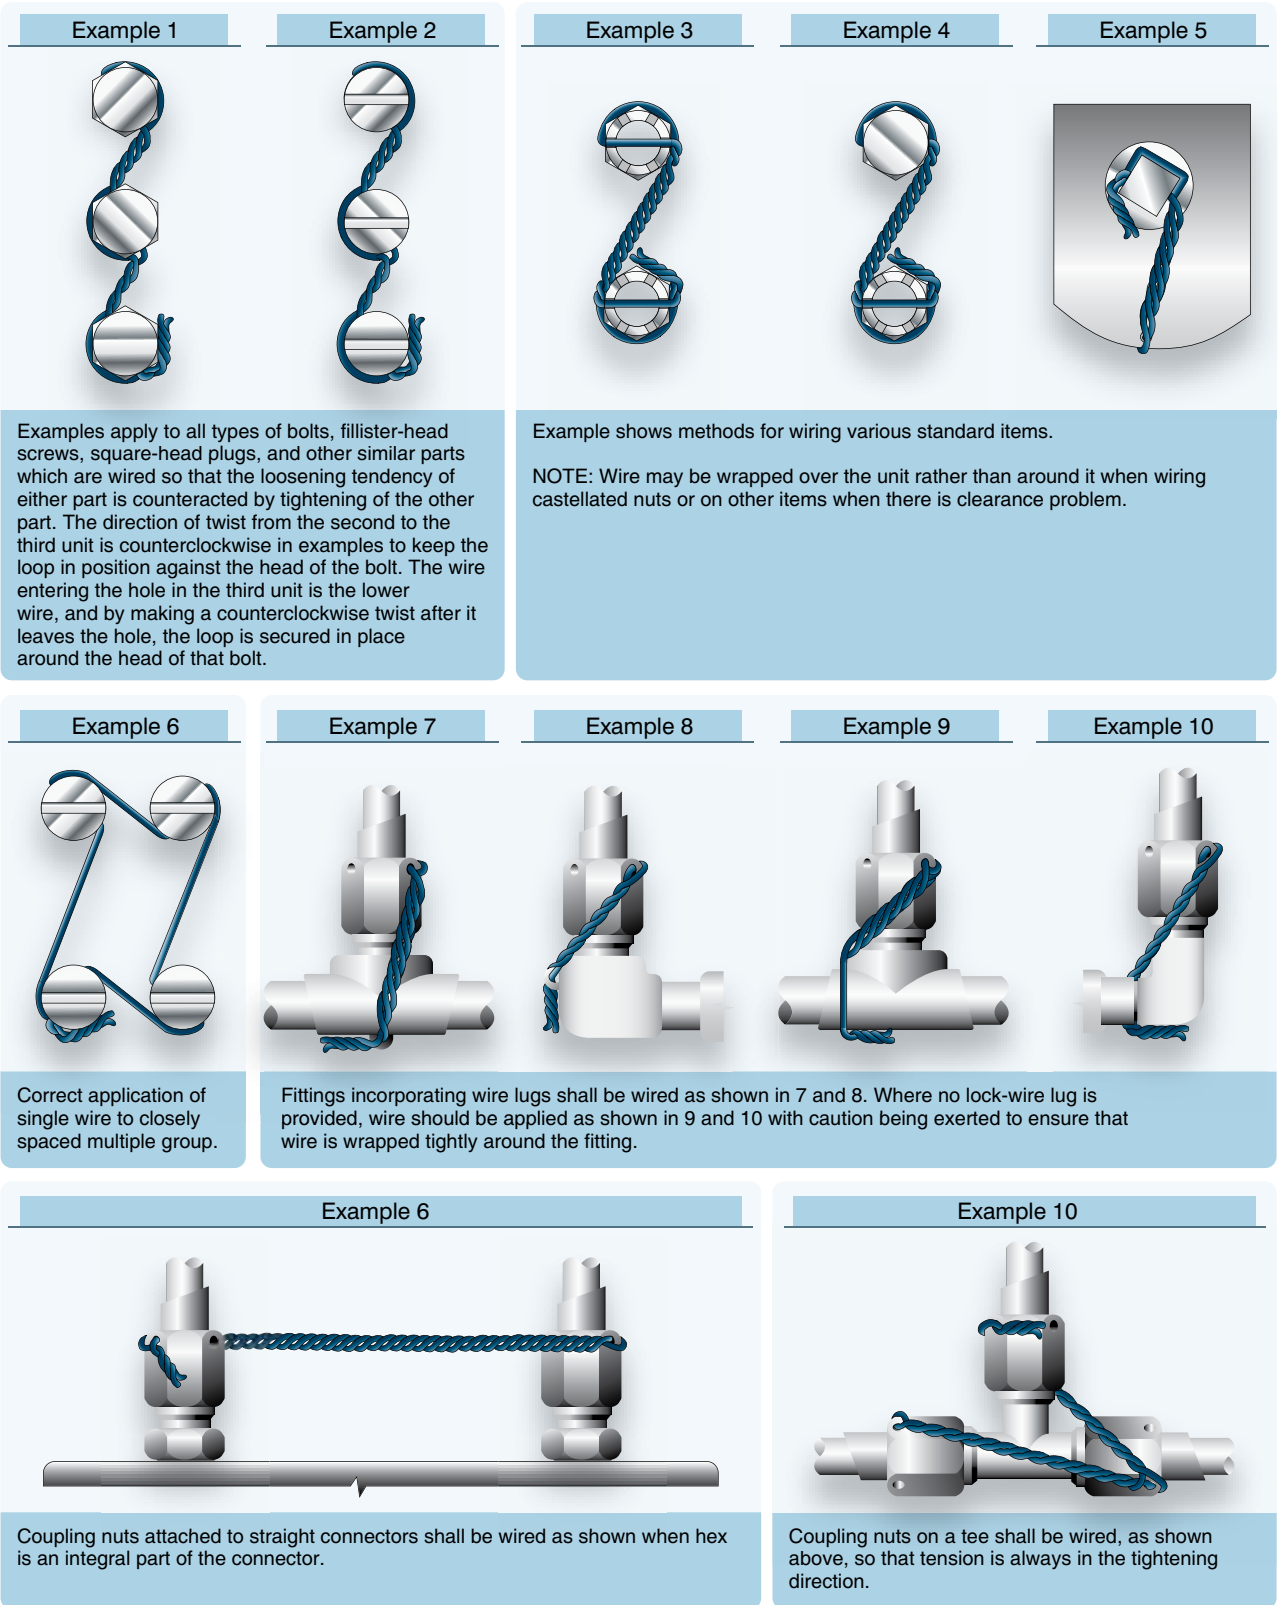 Example 1
Example 2
Examples apply to all types of bolts, fillister-head
screws, square-head plugs, and other similar parts
which are wired so that the loosening tendency of
either part is counteracted by tightening of the other
part. The direction of twist from the second to the
third unit is counterclockwise in examples to keep the
loop in position against the head of the bolt. The wire
entering the hole in the third unit is the lower
wire, and by making a counterclockwise twist after it
leaves the hole, the loop is secured in place
around the head of that bolt.
Example 3
Example 4
Example 5
Example shows methods for wiring various standard items.
NOTE: Wire may be wrapped over the unit rather than around it when wiring
castellated nuts or on other items when there is clearance problem.
Example 6
Correct application of
single wire to closely
spaced multiple group.
Example 7
Example 8
Example 9
Example 10
Fittings incorporating wire lugs shall be wired as shown in 7 and 8. Where no lock-wire lug is
provided, wire should be applied as shown in 9 and 10 with caution being exerted to ensure that
wire is wrapped tightly around the fitting.
Example 6
Coupling nuts attached to straight connectors shall be wired as shown when hex
is an integral part of the connector.
Example 10
Coupling nuts on a tee shall be wired, as shown
above, so that tension is always in the tightening
direction.